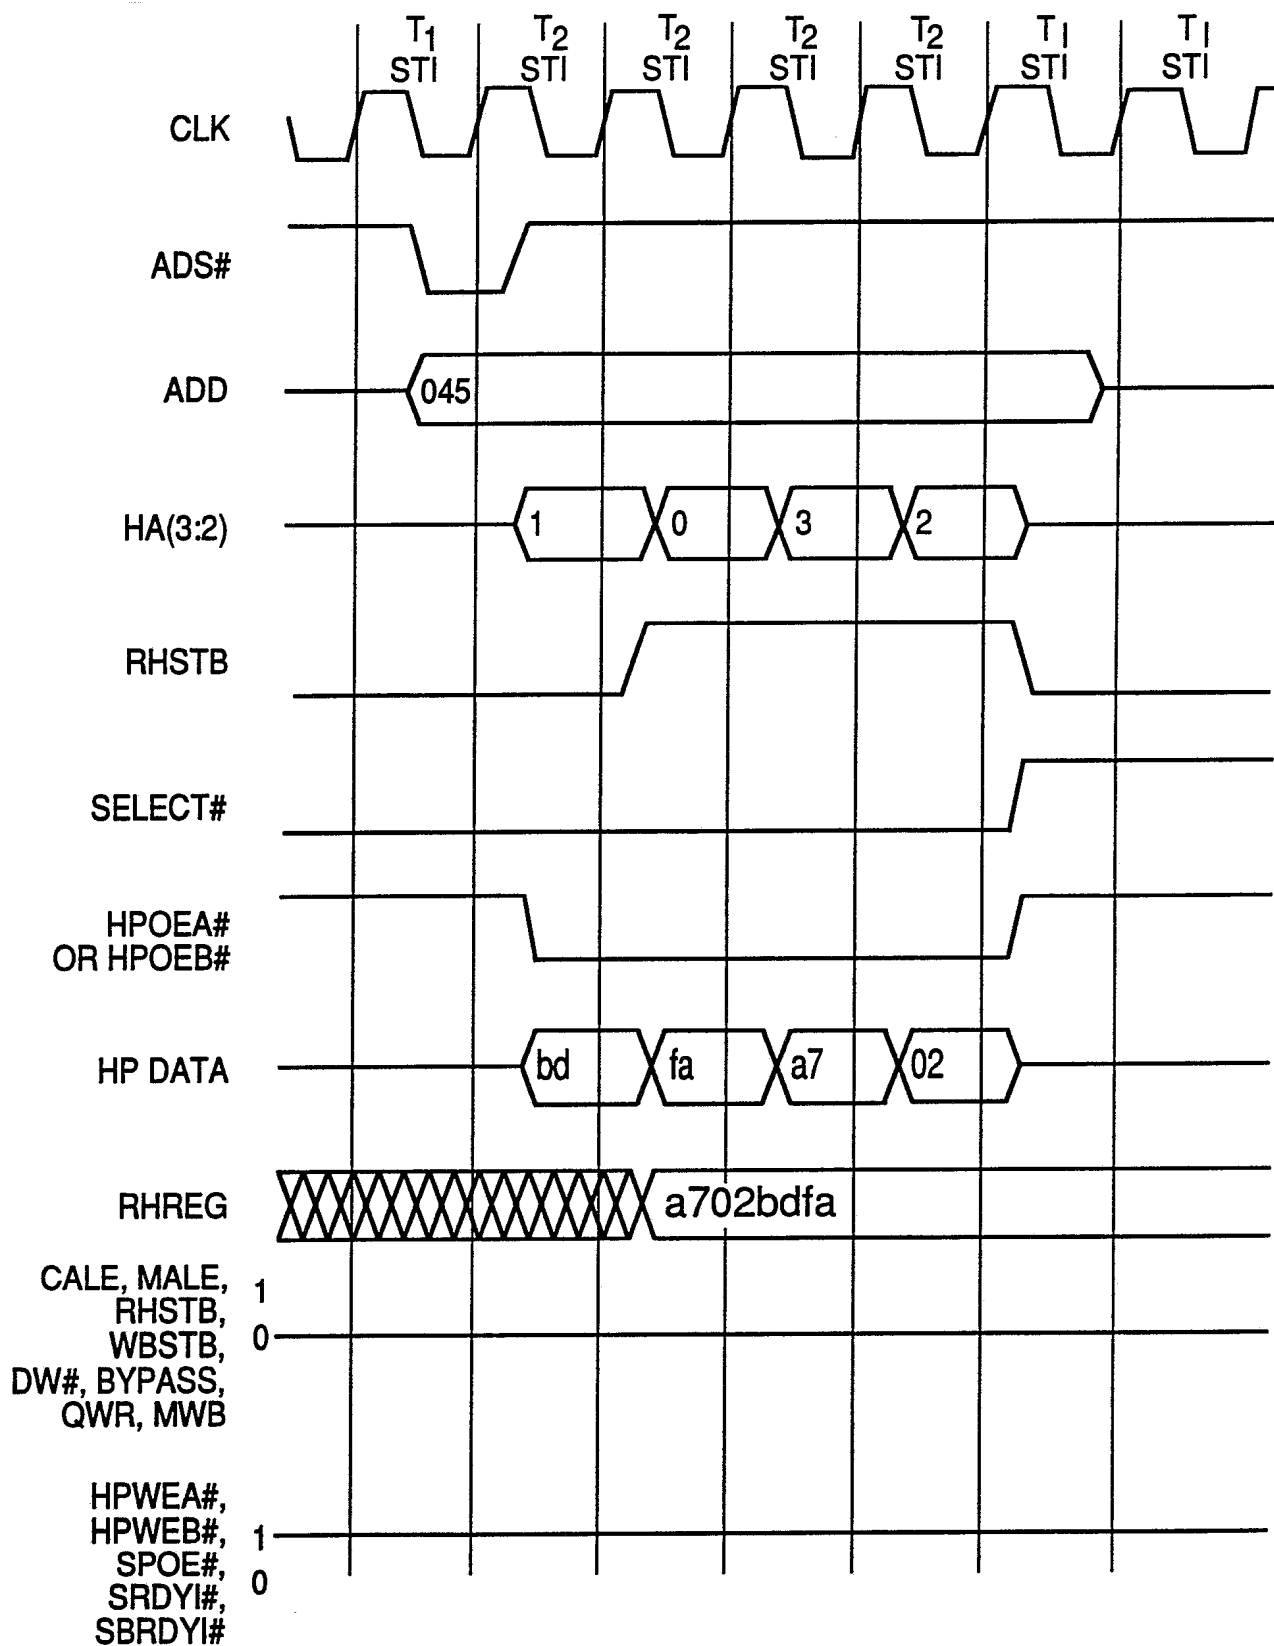 T1 T2 T2 T2 T2 TI TI
STI STI STI STI STI STI STI
CLK
ADS#
ADD 045
HA(3:2) 1 0 3 2
RHSTB
SELECT#
HPOEA#
OR HPOEB#
HP DATA bd fa a7 02
RHREG a702bdfa
CALE, MALE, 1
RHSTB,
WBSTB, 0
DW#, BYPASS,
QWR, MWB
HPWEA#,
HPWEB#, 1
SPOE#,
0
SRDYI#,
SBRDYI#